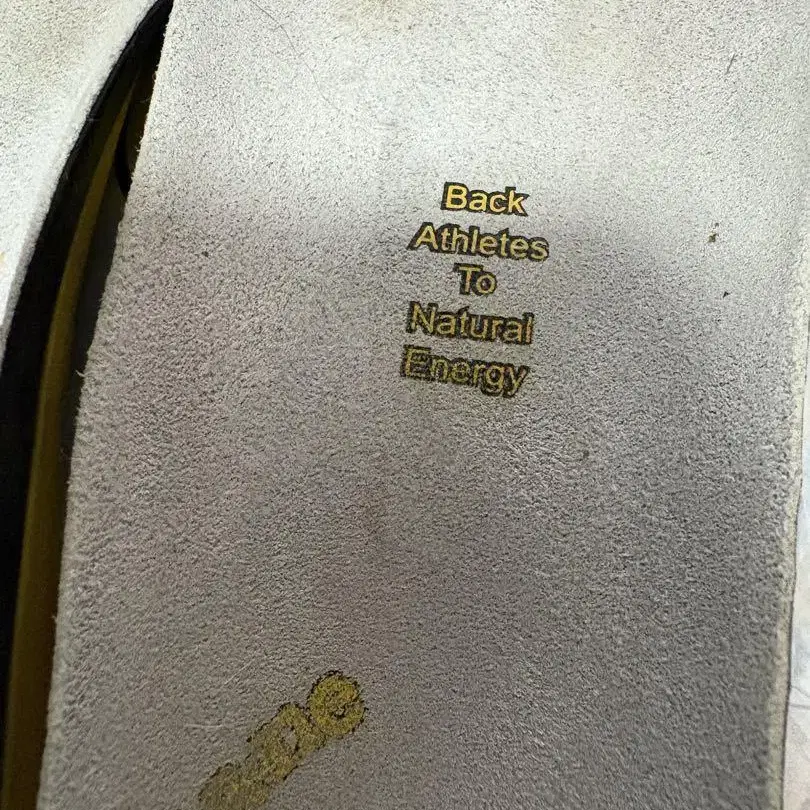 Back
Athletes
To
Natural
Energy